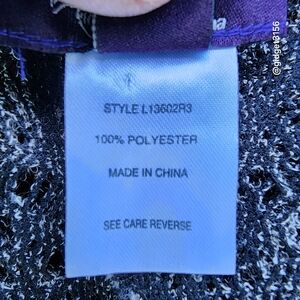 STYLE L13602R3
100% POLYESTER
MADE IN CHINA
SEE CARE REVERSE